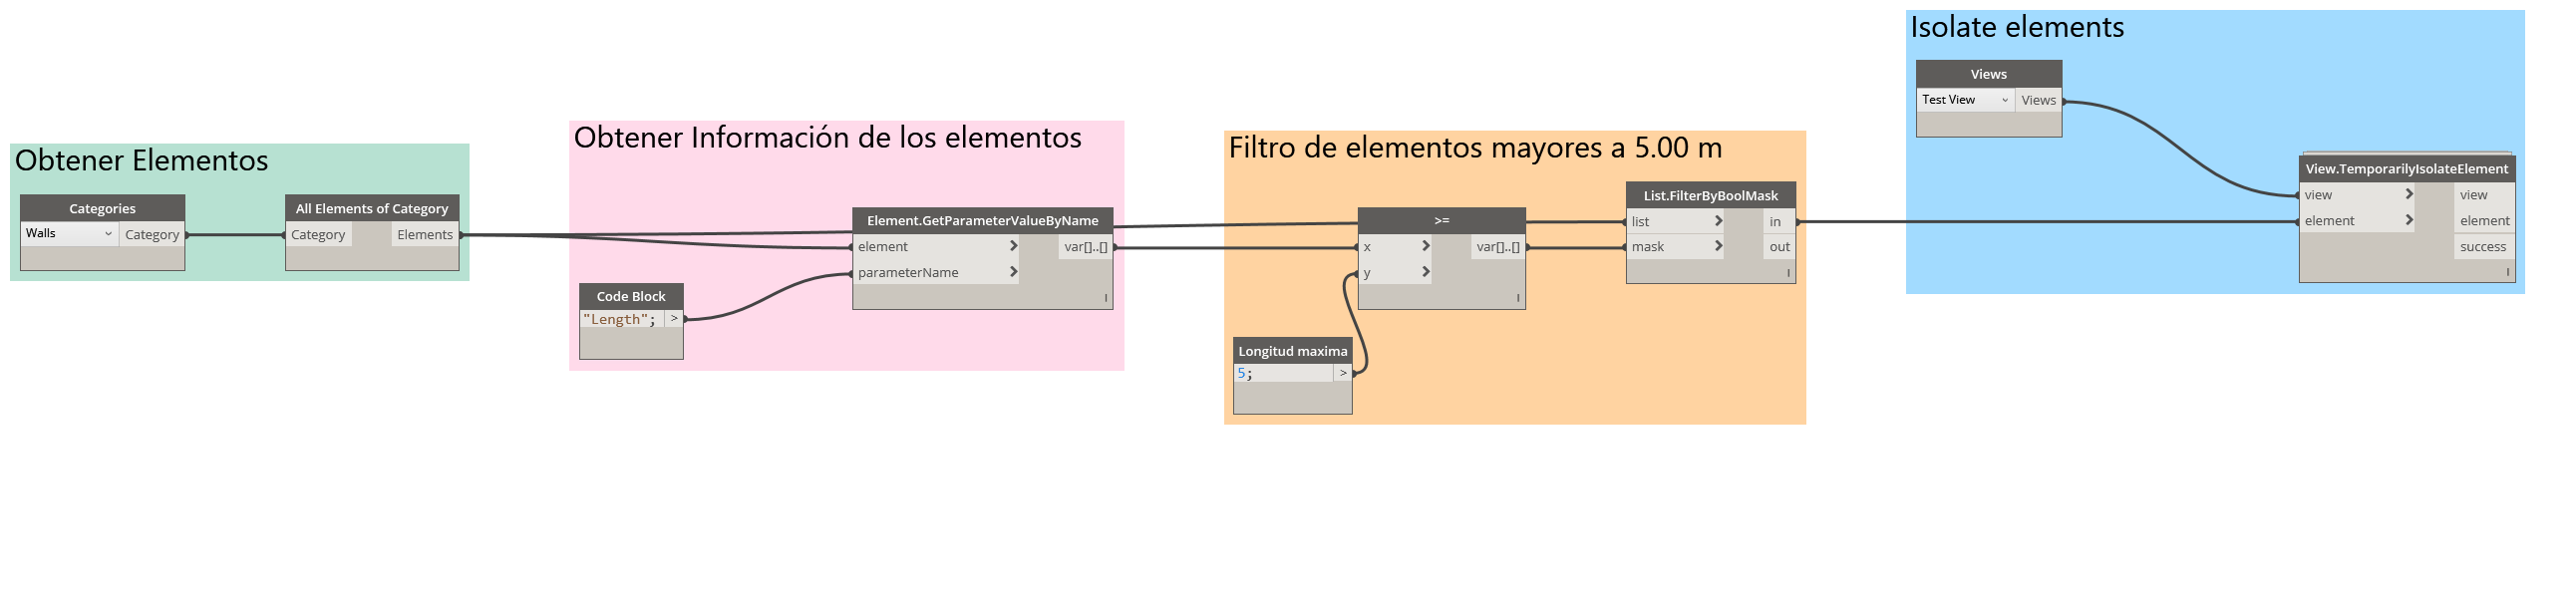 Obtener Elementos
Categories
Walls
Category
All Elements of Category
Category
Elements
Obtener Información de los elementos
Code Block
"Length";
>
Element.GetParameterValueByName
element
parameterName
var[]..[]
Filtro de elementos mayores a 5.00 m
Longitud maxima
5;
>
>=
x
y
var[]..[]
List.FilterByBoolMask
list
mask
in
out
Isolate elements
Views
Test View
Views
View.TemporarilyIsolateElement
view
element
view
element
success